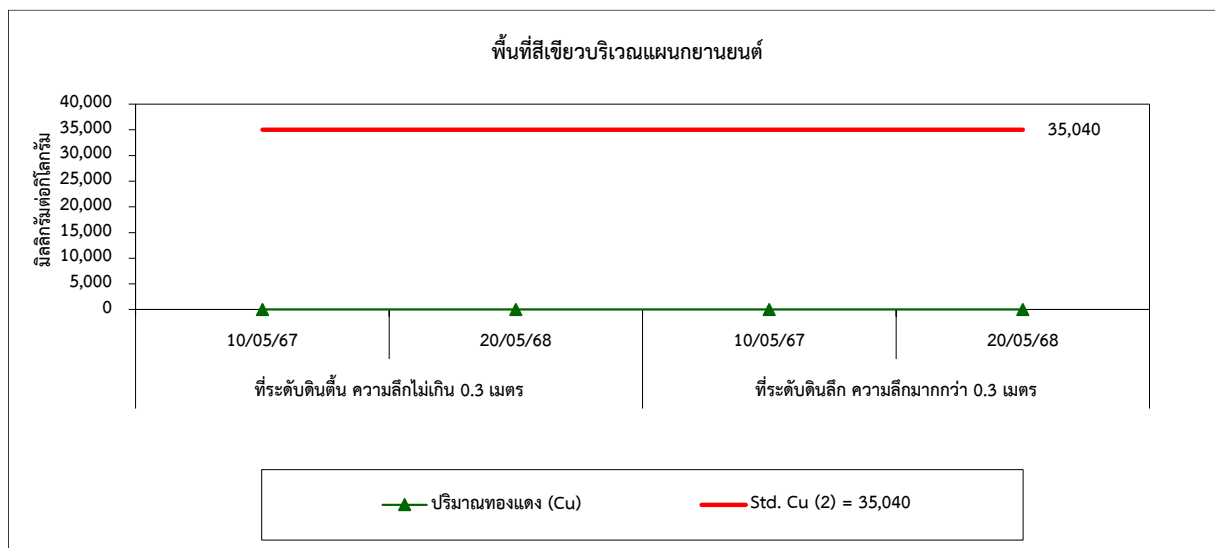 พื้นที่สีเขียวบริเวณแผนกยานยนต์
มิลลิกรัมต่อกิโลกรัม
40,000
35,000
30,000
25,000
20,000
15,000
10,000
5,000
0
35,040
10/05/67 20/05/68 10/05/67 20/05/68
ที่ระดับดินตื้น ความลึกไม่เกิน 0.3 เมตร ที่ระดับดินลึก ความลึกมากกว่า 0.3 เมตร
ปริมาณทองแดง (Cu) Std. Cu (2) = 35,040